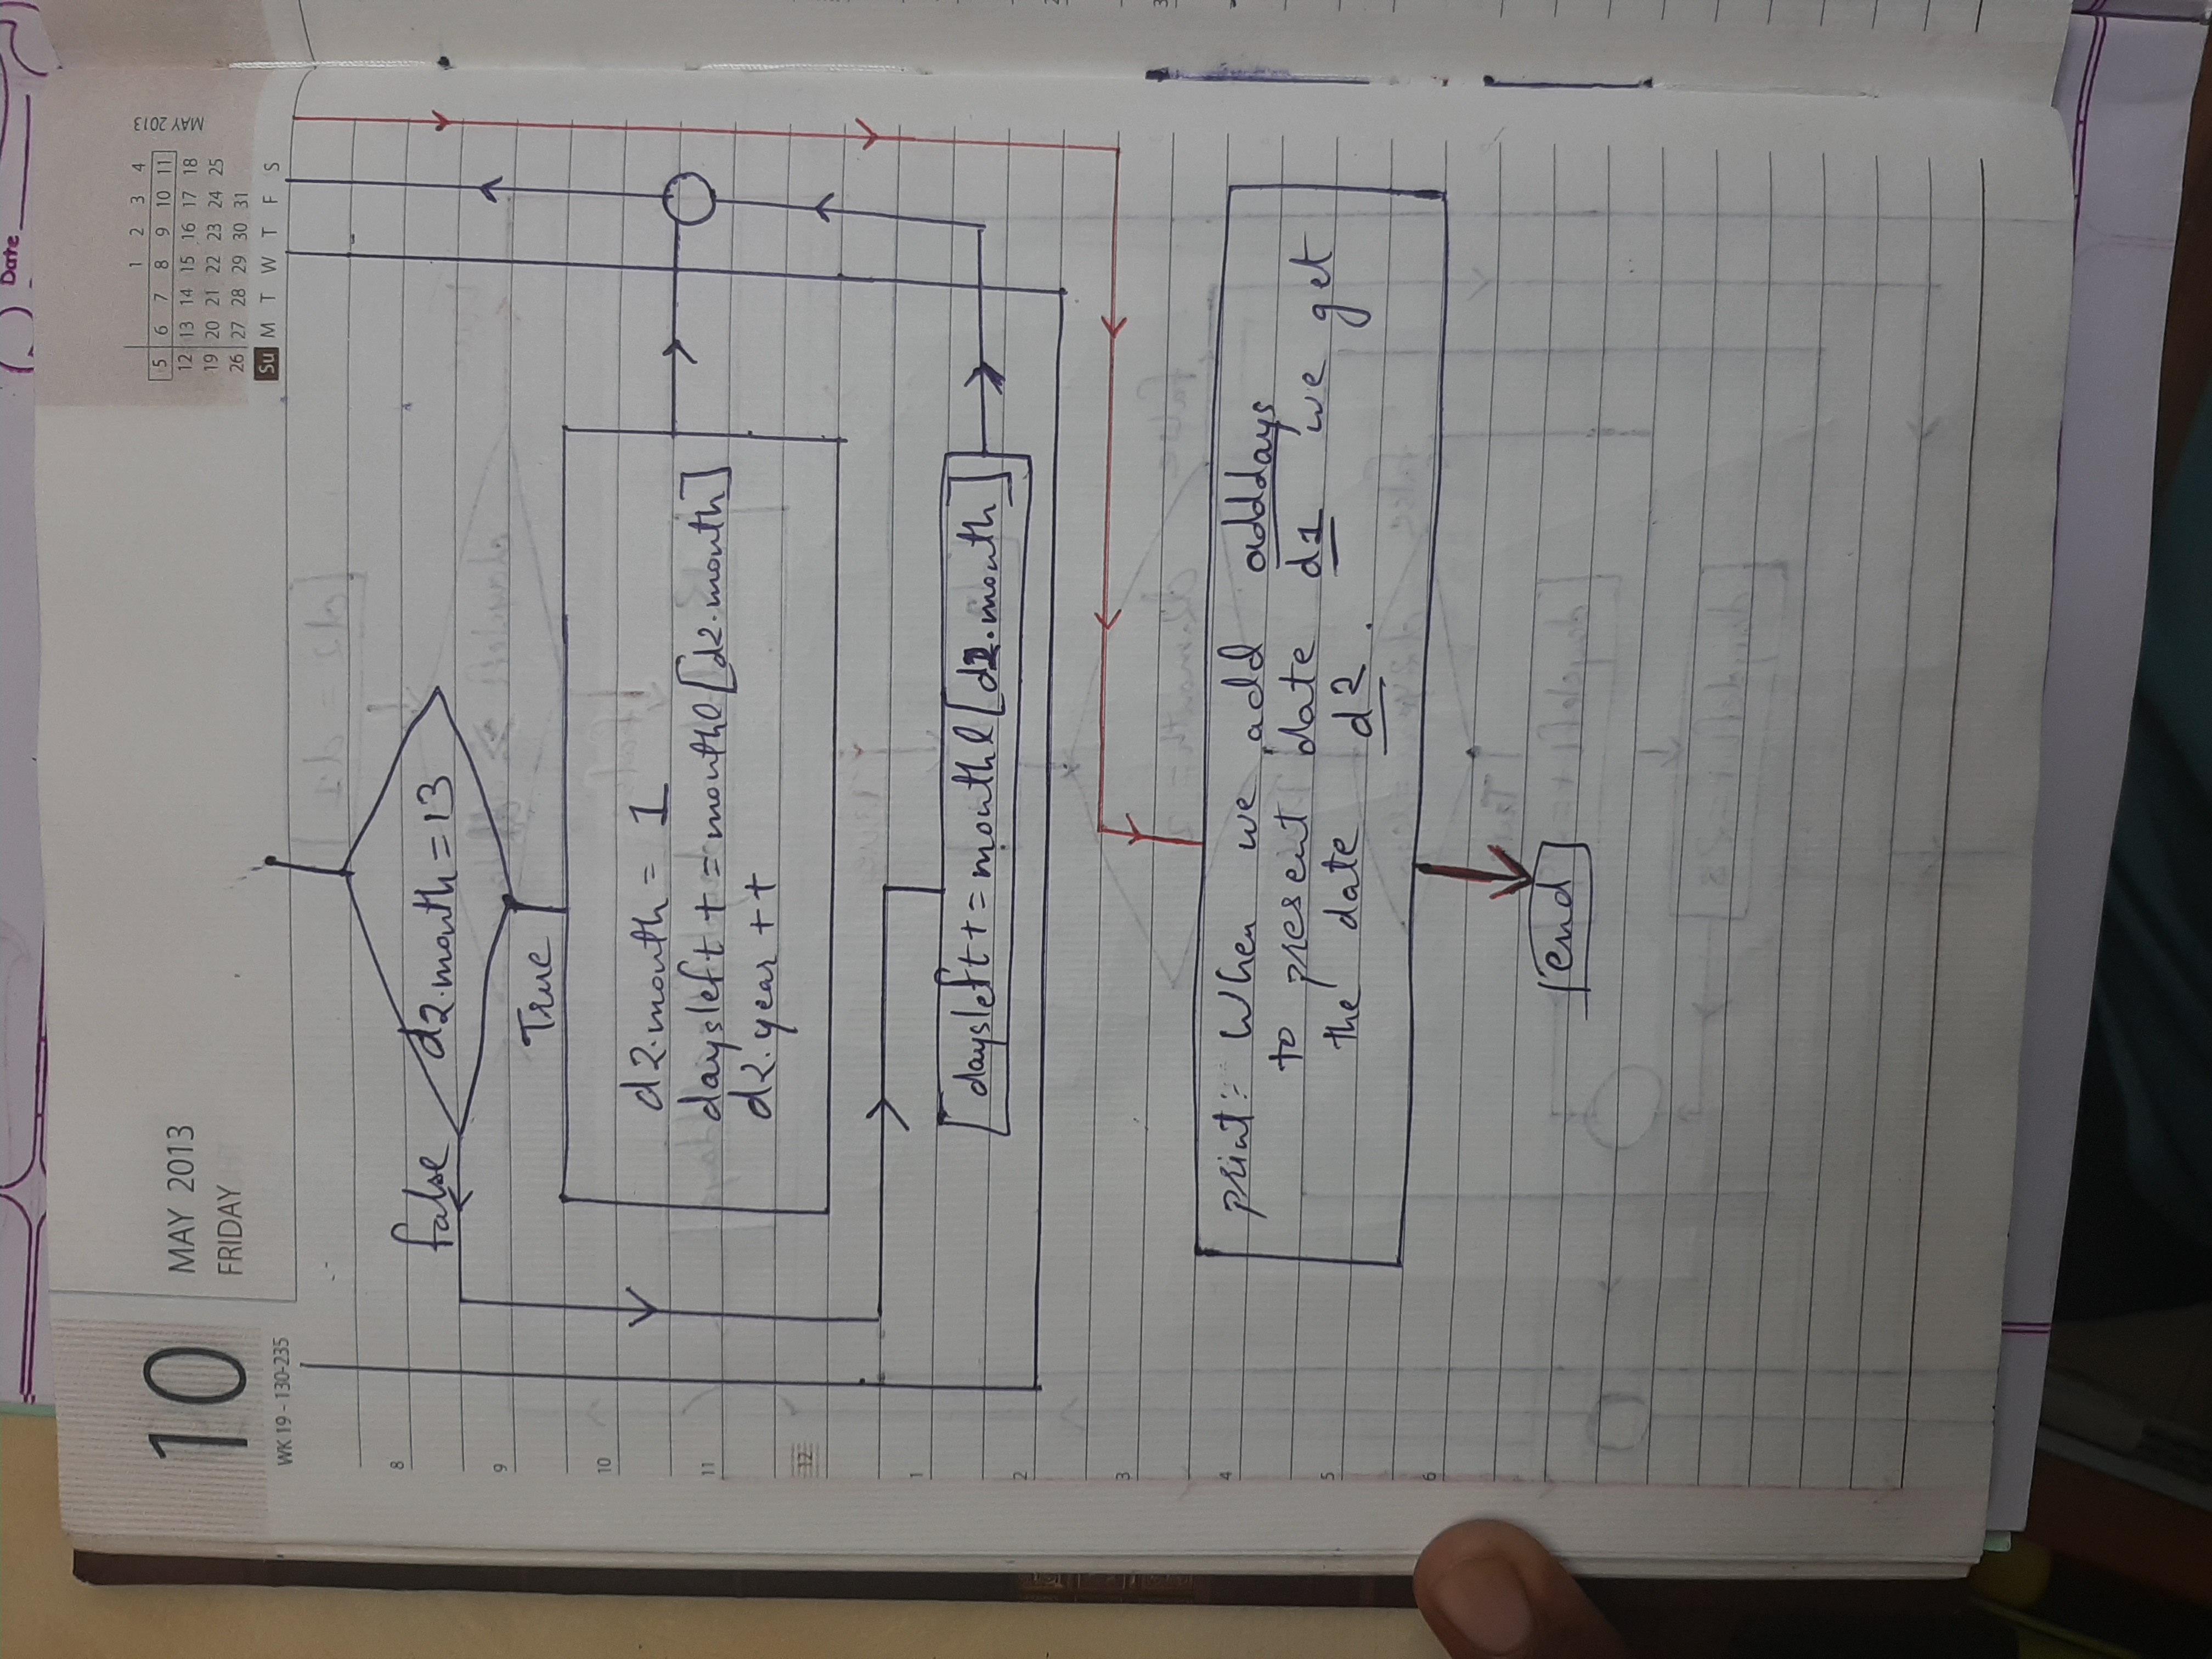 Date
10
MAY 2013
FRIDAY
WK 19 - 130-235
1 2 3 4
5 6 7 8 9 10 11
12 13 14 15 16 17 18
19 20 21 22 23 24 25
26 27 28 29 30 31
Su M T W T F S
MAY 2013
8
false
d2.month = 13
9
True
10
d2.month = 1
11
daysleft += monthl[d2.month]
d2.year ++
12
1
daysleft += monthl[d2.month]
2
3
4
print: When we add adddays
to present date d1 we get
5
the date d2.
6
end